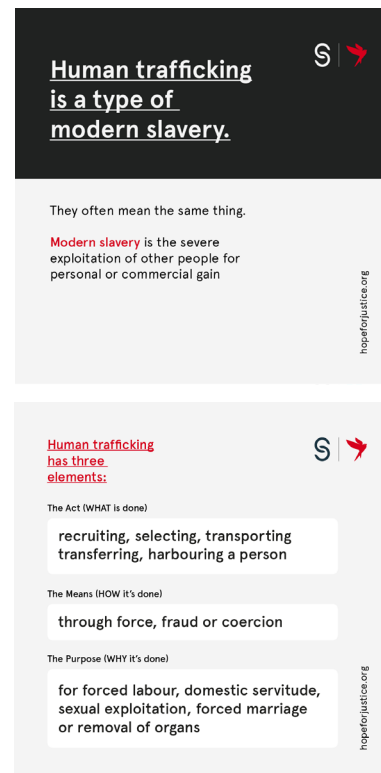 Human trafficking
is a type of
modern slavery.
They often mean the same thing.
Modern slavery is the severe
exploitation of other people for
personal or commercial gain
hopeforjustice.org
Human trafficking
has three
elements:
The Act (WHAT is done)
recruiting, selecting, transporting
transferring, harbouring a person
The Means (HOW it's done)
through force, fraud or coercion
The Purpose (WHY it's done)
for forced labour, domestic servitude,
sexual exploitation, forced marriage
or removal of organs
hopeforjustice.org